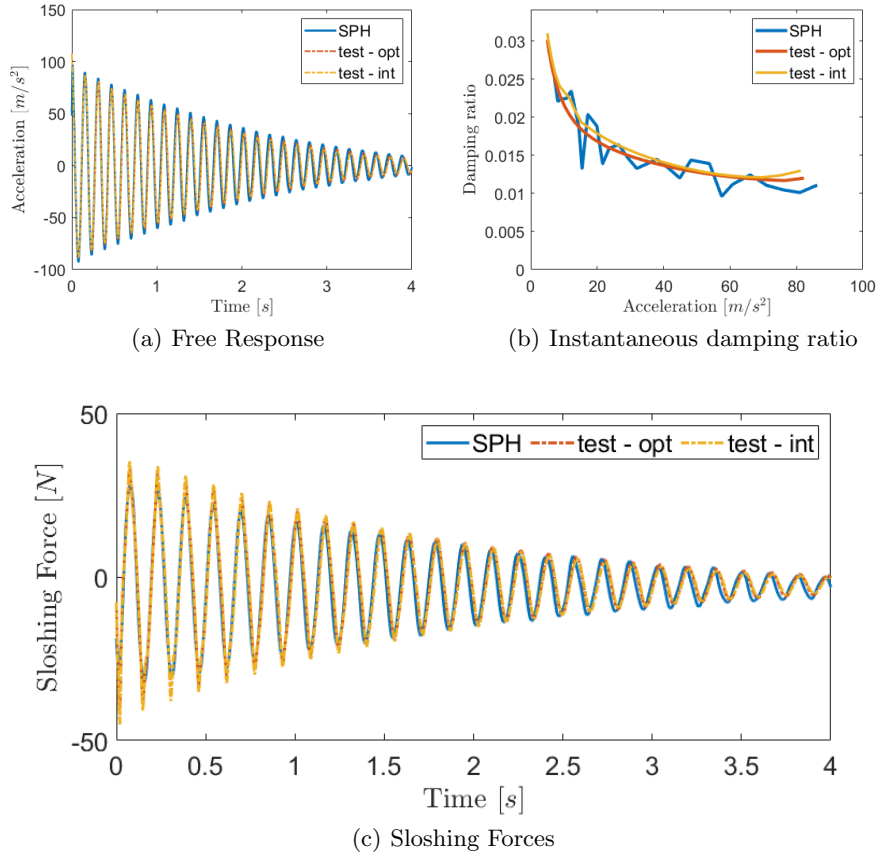 150
100
50
0
-50
-100
Acceleration [m/s²]
SPH
test - opt
test - int
0
1
2
3
4
Time [s]
(a) Free Response
0.03
0.025
0.02
0.015
0.01
0.005
0
Damping ratio
SPH
test - opt
test - int
0
20
40
60
80
100
Acceleration [m/s²]
(b) Instantaneous damping ratio
50
0
-50
Sloshing Force [N]
SPH test - opt test - int
0 0.5 1 1.5 2 2.5 3 3.5 4
Time [s]
(c) Sloshing Forces